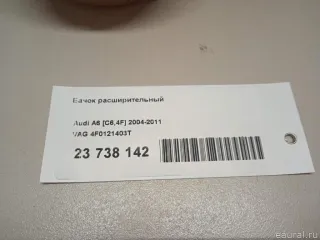 Бачок расширительный
Audi A6 [C6,4F] 2004-2011
VAG 4F0121403T
23 738 142
eaural.ru